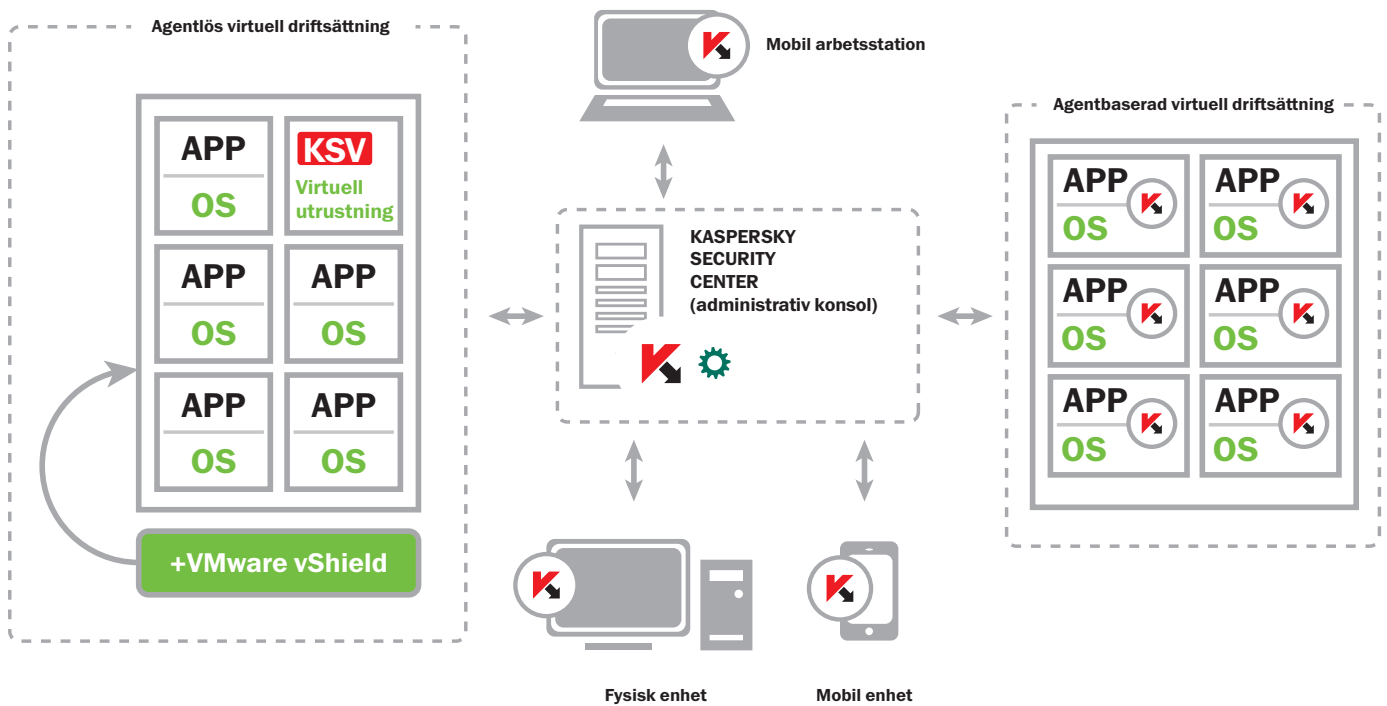 Agentlös virtuell driftsättning
APP
OS
KSV
Virtuell
utrustning
APP
OS
APP
OS
APP
OS
APP
OS
+VMware vShield
Mobil arbetsstation
KASPERSKY
SECURITY
CENTER
(administrativ konsol)
Fysisk enhet
Mobil enhet
Agentbaserad virtuell driftsättning
APP
OS
APP
OS
APP
OS
APP
OS
APP
OS
APP
OS